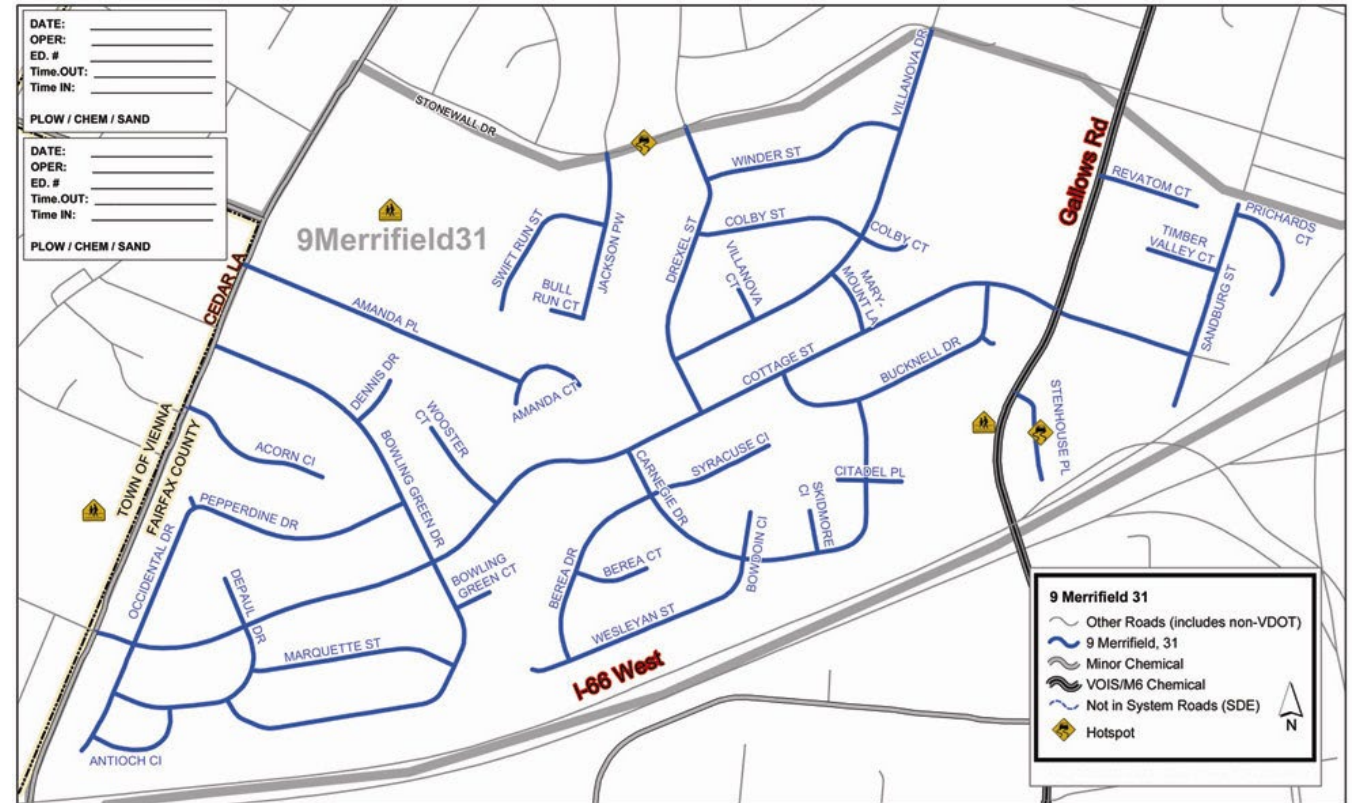 DATE:
OPER:
ED. #
Time.OUT:
Time IN:
PLOW / CHEM / SAND
DATE:
OPER:
ED. #
Time.OUT:
Time IN:
PLOW / CHEM / SAND
STONEWALL DR
VILLANOVA DR
WINDER ST
Gallows Rd
REVATOM CT
PRICHARDS
CT
TIMBER
VALLEY CT
SANDBURG ST
9Merrifield31
SWIFT RUN ST
JACKSON PW
BULL
RUN CT
DREXEL ST
COLBY ST
COLBY CT
VILLANOVA
CT
MARY-
MOUNT LA
CEDAR LA
AMANDA PL
AMANDA CT
COTTAGE ST
BUCKNELL DR
STENHOUSE PL
DENNIS DR
WOOSTER
CT
BOWLING GREEN DR
ACORN CI
TOWN OF VIENNA
FAIRFAX COUNTY
PEPPERDINE DR
OCCIDENTAL DR
CARNEGIE DR
SYRACUSE CI
CITADEL PL
SKIDMORE
CI
BOWDOIN CI
BEREA DR
BEREA CT
BOWLING
GREEN CT
DEPAUL DR
MARQUETTE ST
WESLEYAN ST
I-66 West
ANTIOCH CI
9 Merrifield 31
Other Roads (includes non-VDOT)
9 Merrifield, 31
Minor Chemical
VOIS/M6 Chemical
Not in System Roads (SDE)
Hotspot
N